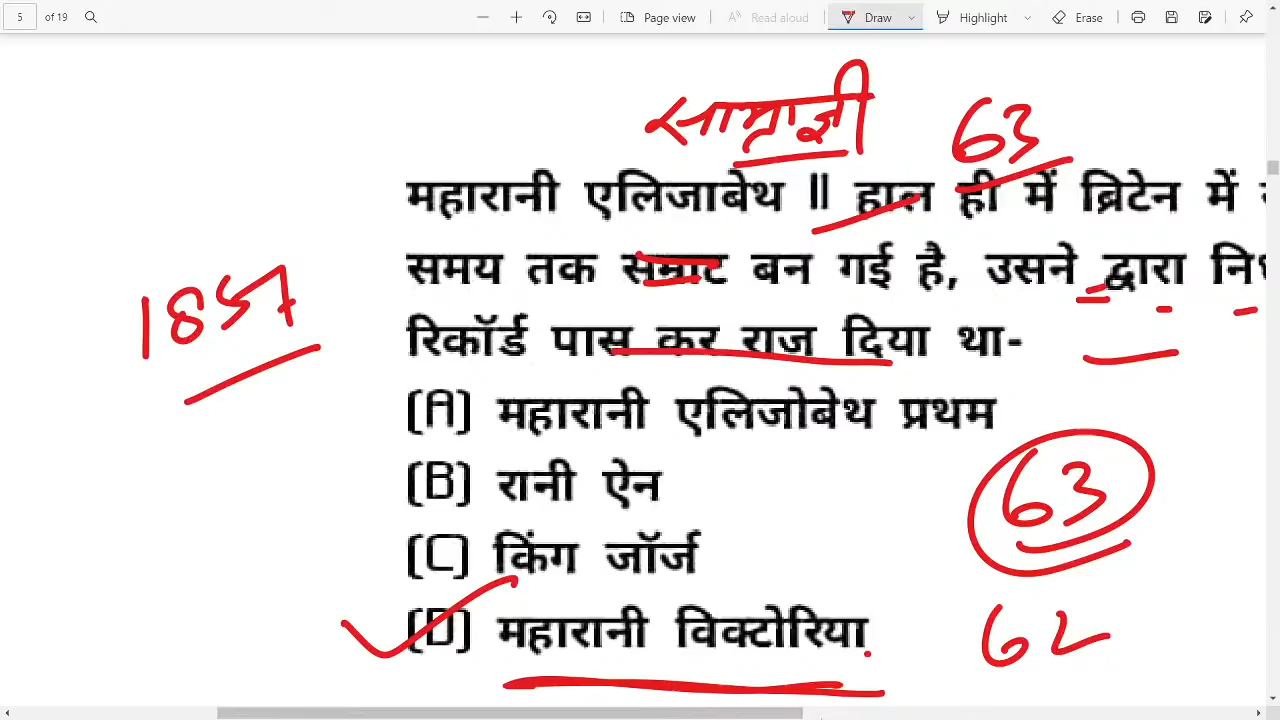 5 of 19 Page view Read aloud Draw Highlight Erase
साम्राज्ञी 63
महारानी एलिजाबेथ II हाल ही में ब्रिटेन में
समय तक सम्राट बन गई है, उसने द्वारा
1857
रिकॉर्ड पास कर राज दिया था-
(A) महारानी एलिजोबेथ प्रथम
(B) रानी ऐन
63
(C) किंग जॉर्ज
(D) महारानी विक्टोरिया
62